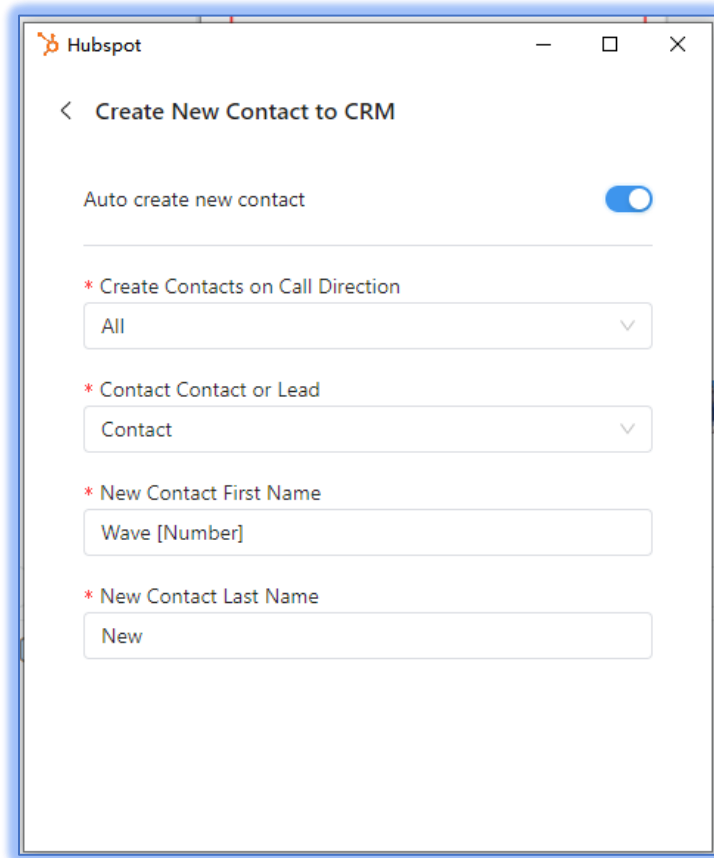 Hubspot
Create New Contact to CRM
Auto create new contact
* Create Contacts on Call Direction
All
* Contact Contact or Lead
Contact
* New Contact First Name
Wave [Number]
* New Contact Last Name
New